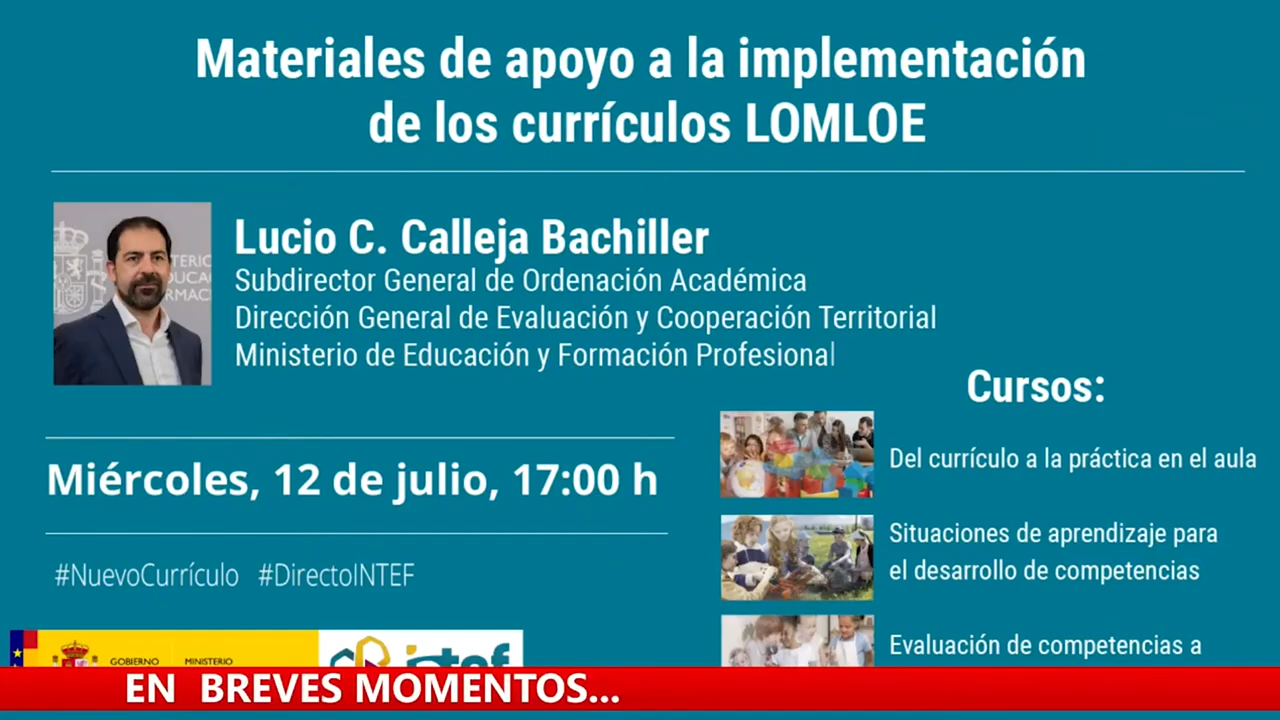 Materiales de apoyo a la implementación
de los currículos LOMLOE
Lucio C. Calleja Bachiller
Subdirector General de Ordenación Académica
Dirección General de Evaluación y Cooperación Territorial
Ministerio de Educación y Formación Profesional
Cursos:
Del currículo a la práctica en el aula
Situaciones de aprendizaje para
el desarrollo de competencias
Evaluación de competencias a
Miércoles, 12 de julio, 17:00 h
#NuevoCurrículo #DirectoINTEF
GOBIERNO MINISTERIO
intef
EN BREVES MOMENTOS...